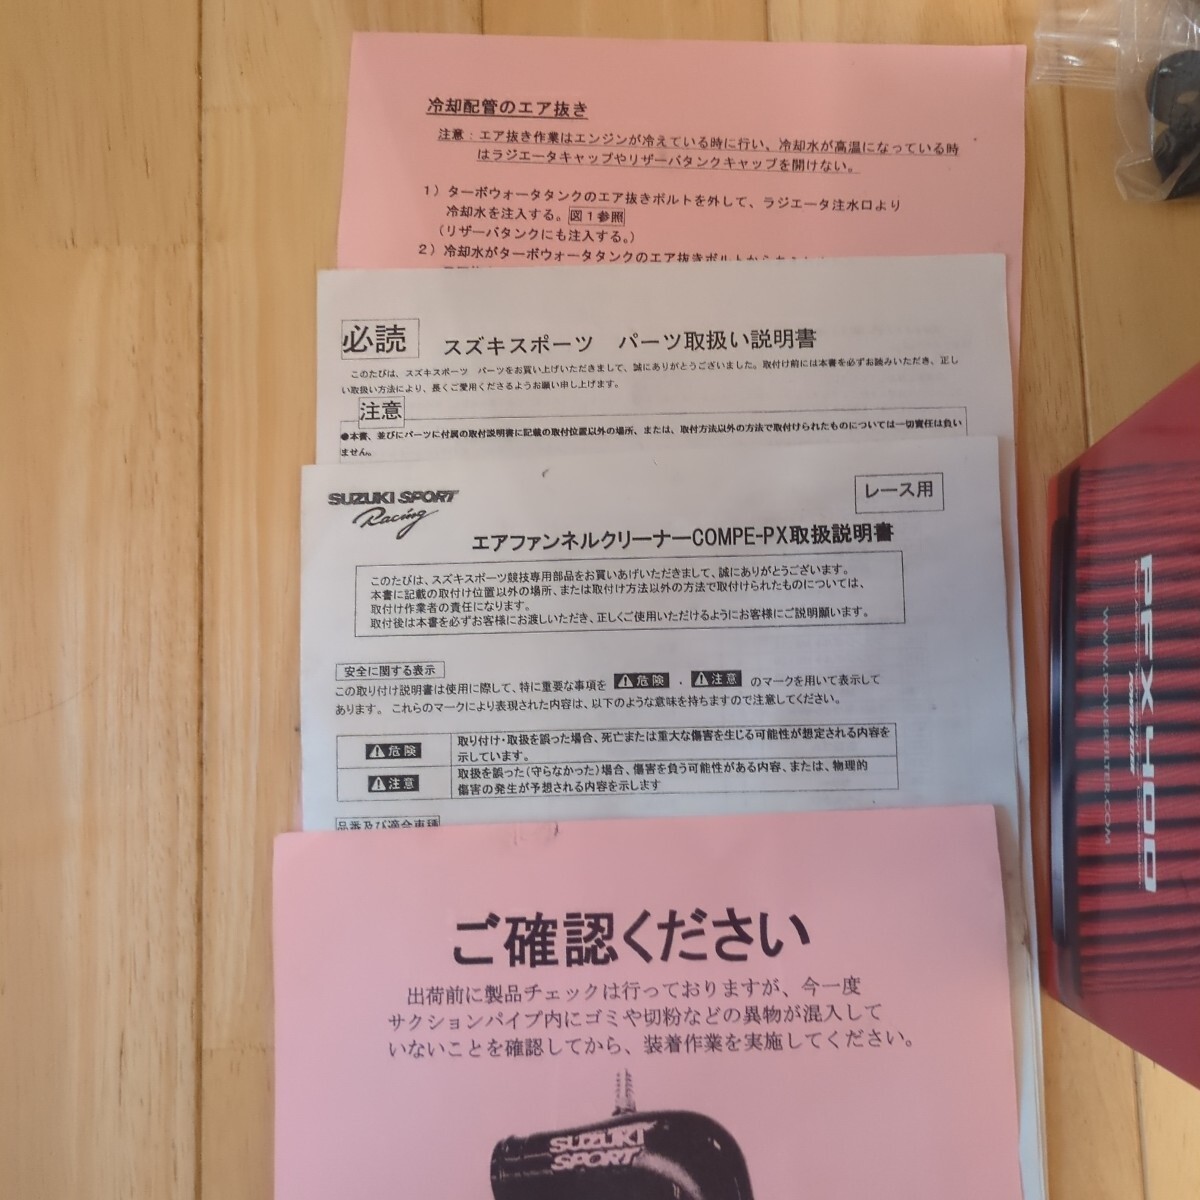 冷却配管のエア抜き
注意：エア抜き作業はエンジンが冷えている時に行い、冷却水が高温になっている時
はラジエータキャップやリザーバタンクキャップを開けない。
1）ターボウォータタンクのエア抜きボルトを外して、ラジエータ注水口より
冷却水を注入する。図1参照
（リザーバタンクにも注入する。）
2）冷却水がターボウォータタンクのエア抜きボルトから
必読 スズキスポーツ パーツ取扱い説明書
このたびは、スズキスポーツ パーツをお買い上げいただきまして、誠にありがとうございました。取付け前には本書を必ずお読みいただき、正し
い取扱い方法により、長くご愛用くださるようお願い申し上げます。
注意
●本書、並びにパーツに付属の取付説明書に記載の取付位置以外の場所、または、取付方法以外の方法で取付けられたものについては一切責任は負い
ません。
SUZUKI SPORT
Racing
レース用
エアファンネルクリーナーCOMPE-PX取扱説明書
このたびは、スズキスポーツ競技専用部品をお買いあげいただきまして、誠にありがとうございます。
本書に記載の取付け位置以外の場所、または取付け方法以外の方法で取付けられたものについては、
取付け作業者の責任になります。
取付後は本書を必ずお客様にお渡しいただき、正しくご使用いただけるようにお客様にご説明願います。
安全に関する表示
この取り付け説明書は使用に際して、特に重要な事項を ⚠危険 . ⚠注意 のマークを用いて表示して
あります。 これらのマークにより表現された内容は、以下のような意味を持ちますので注意してください。
⚠危険 取り付け・取扱を誤った場合、死亡または重大な傷害を生じる可能性が想定される内容を
示しています。
⚠注意 取扱を誤った（守らなかった）場合、傷害を負う可能性がある内容、または、物理的
傷害の発生が予想される内容を示します
品番及び適合車種
ご確認ください
出荷前に製品チェックは行っておりますが、今一度
サクションパイプ内にゴミや切粉などの異物が混入して
いないことを確認してから、装着作業を実施してください。
SUZUKI
SPORT
WWW.POWERFILTER.COM